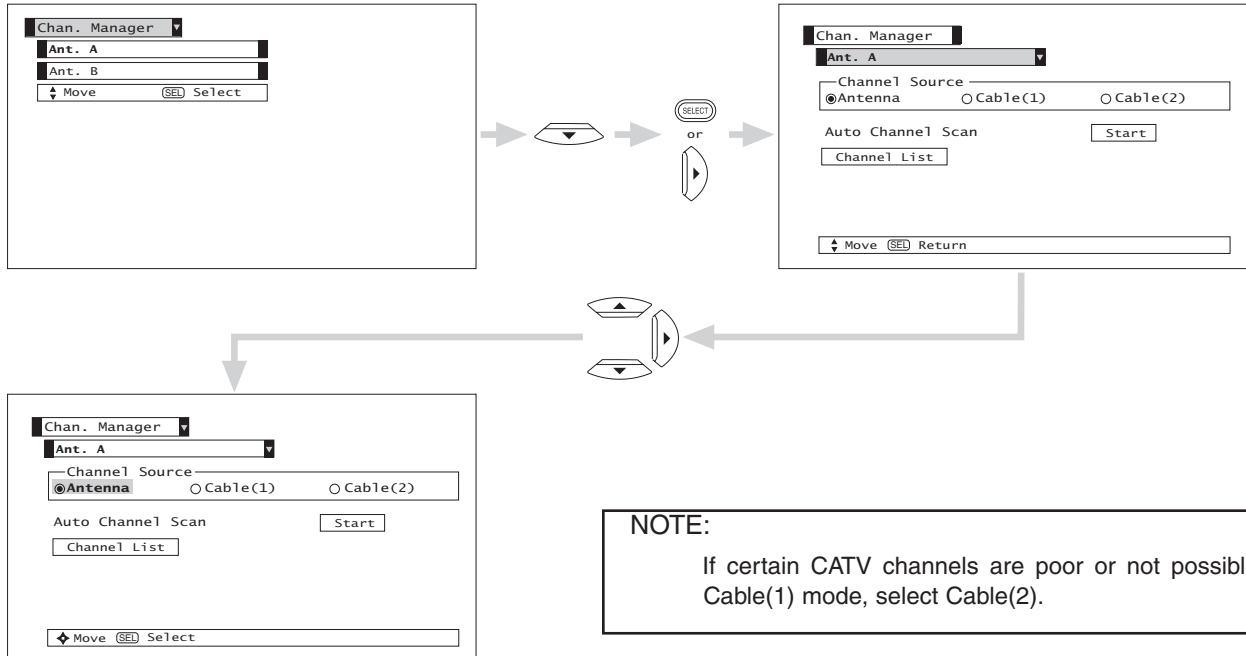 Chan. Manager
Ant. A
Ant. B
Move SEL Select
SELECT
or
Chan. Manager
Ant. A
Channel Source
Antenna Cable(1) Cable(2)
Auto Channel Scan Start
Channel List
Move SEL Return
Chan. Manager
Ant. A
Channel Source
Antenna Cable(1) Cable(2)
Auto Channel Scan Start
Channel List
Move SEL Select
NOTE:
If certain CATV channels are poor or not possibl
Cable(1) mode, select Cable(2).